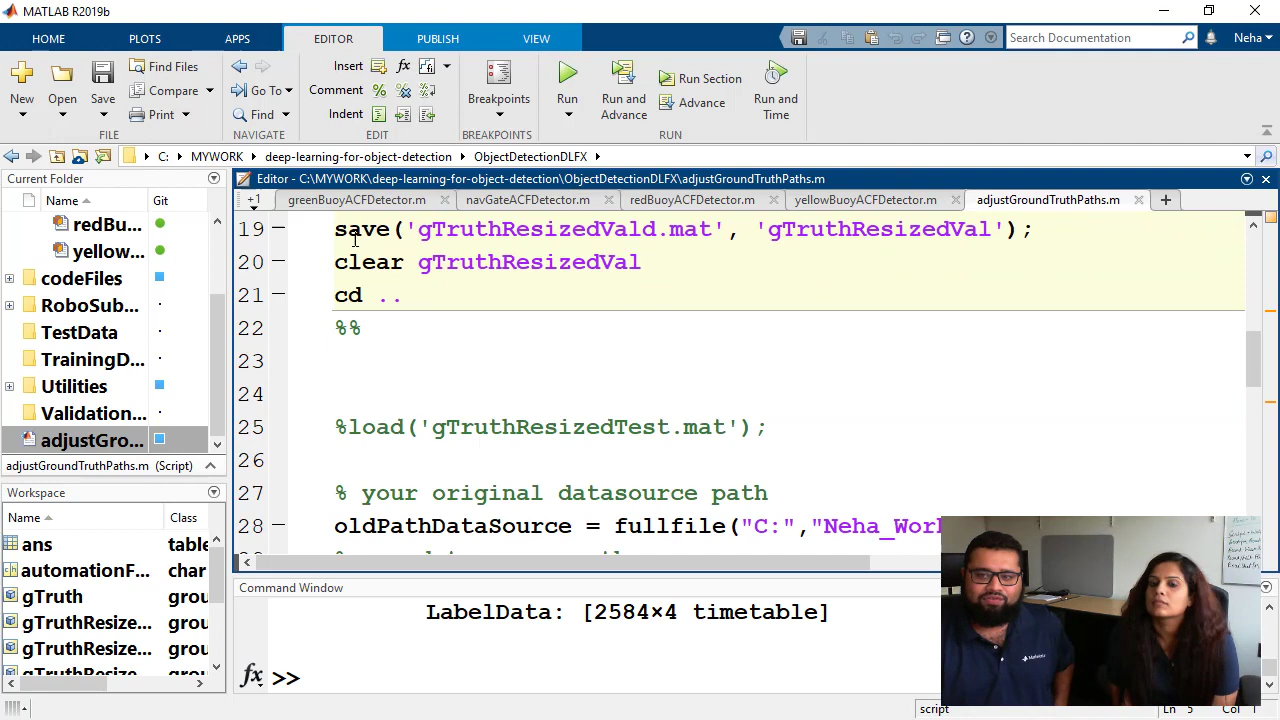 MATLAB R2019b
HOME PLOTS APPS EDITOR PUBLISH VIEW
Search Documentation
Neha
New
Open
Save
Find Files
Compare
Print
FILE
Go To
Find
NAVIGATE
Insert
Comment
Indent
EDIT
Breakpoints
BREAKPOINTS
Run
Run and Advance
Run Section
Advance
Run and Time
RUN
C: MYWORK deep-learning-for-object-detection ObjectDetectionDLFX
Current Folder
Name Git
redBu...
yellow...
codeFiles
RoboSub...
TestData
TrainingD...
Utilities
Validation...
adjustGro...
adjustGroundTruthPaths.m (Script)
Workspace
Name Class
ans table
automationF... char
gTruth grou
gTruthResize... grou
gTruthResize... grou
gTruthResize... grou
Editor - C:\MYWORK\deep-learning-for-object-detection\ObjectDetectionDLFX\adjustGroundTruthPaths.m
+1 greenBuoyACFDetector.m navGateACFDetector.m redBuoyACFDetector.m yellowBuoyACFDetector.m adjustGroundTruthPaths.m
19 save('gTruthResizedVald.mat', 'gTruthResizedVal');
20 clear gTruthResizedVal
21 cd ..
22 %%
23
24
25 %load('gTruthResizedTest.mat');
26
27 % your original datasource path
28 oldPathDataSource = fullfile("C:","Neha_Work
Command Window
LabelData: [2584×4 timetable]
fx >>
script Ln 5 Col 1